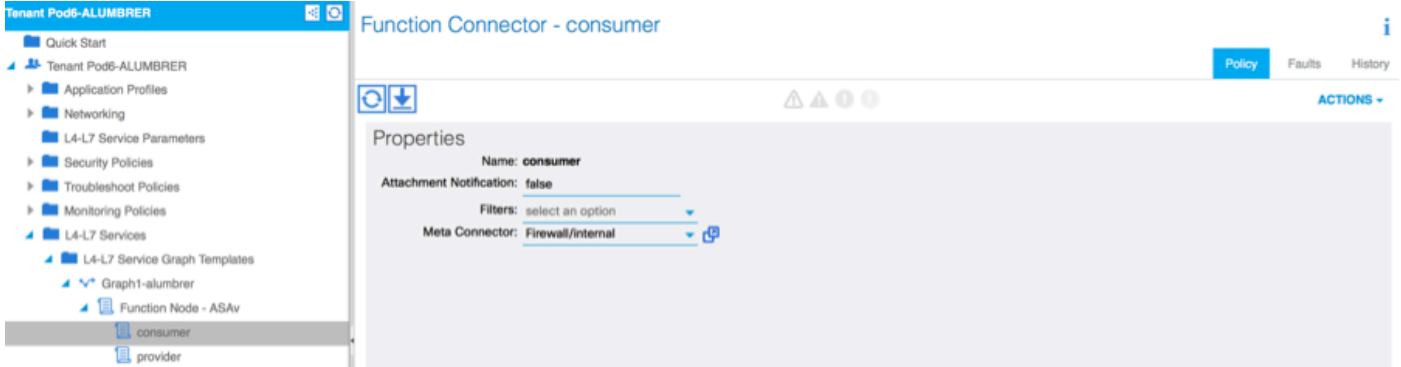 Tenant Pod6-ALUMBRER
Quick Start
Tenant Pod6-ALUMBRER
Application Profiles
Networking
L4-L7 Service Parameters
Security Policies
Troubleshoot Policies
Monitoring Policies
L4-L7 Services
L4-L7 Service Graph Templates
Graph1-alumbrer
Function Node - ASAv
consumer
provider
Function Connector - consumer
i
Policy Faults History
ACTIONS
Properties
Name: consumer
Attachment Notification: false
Filters: select an option
Meta Connector: Firewall/internal